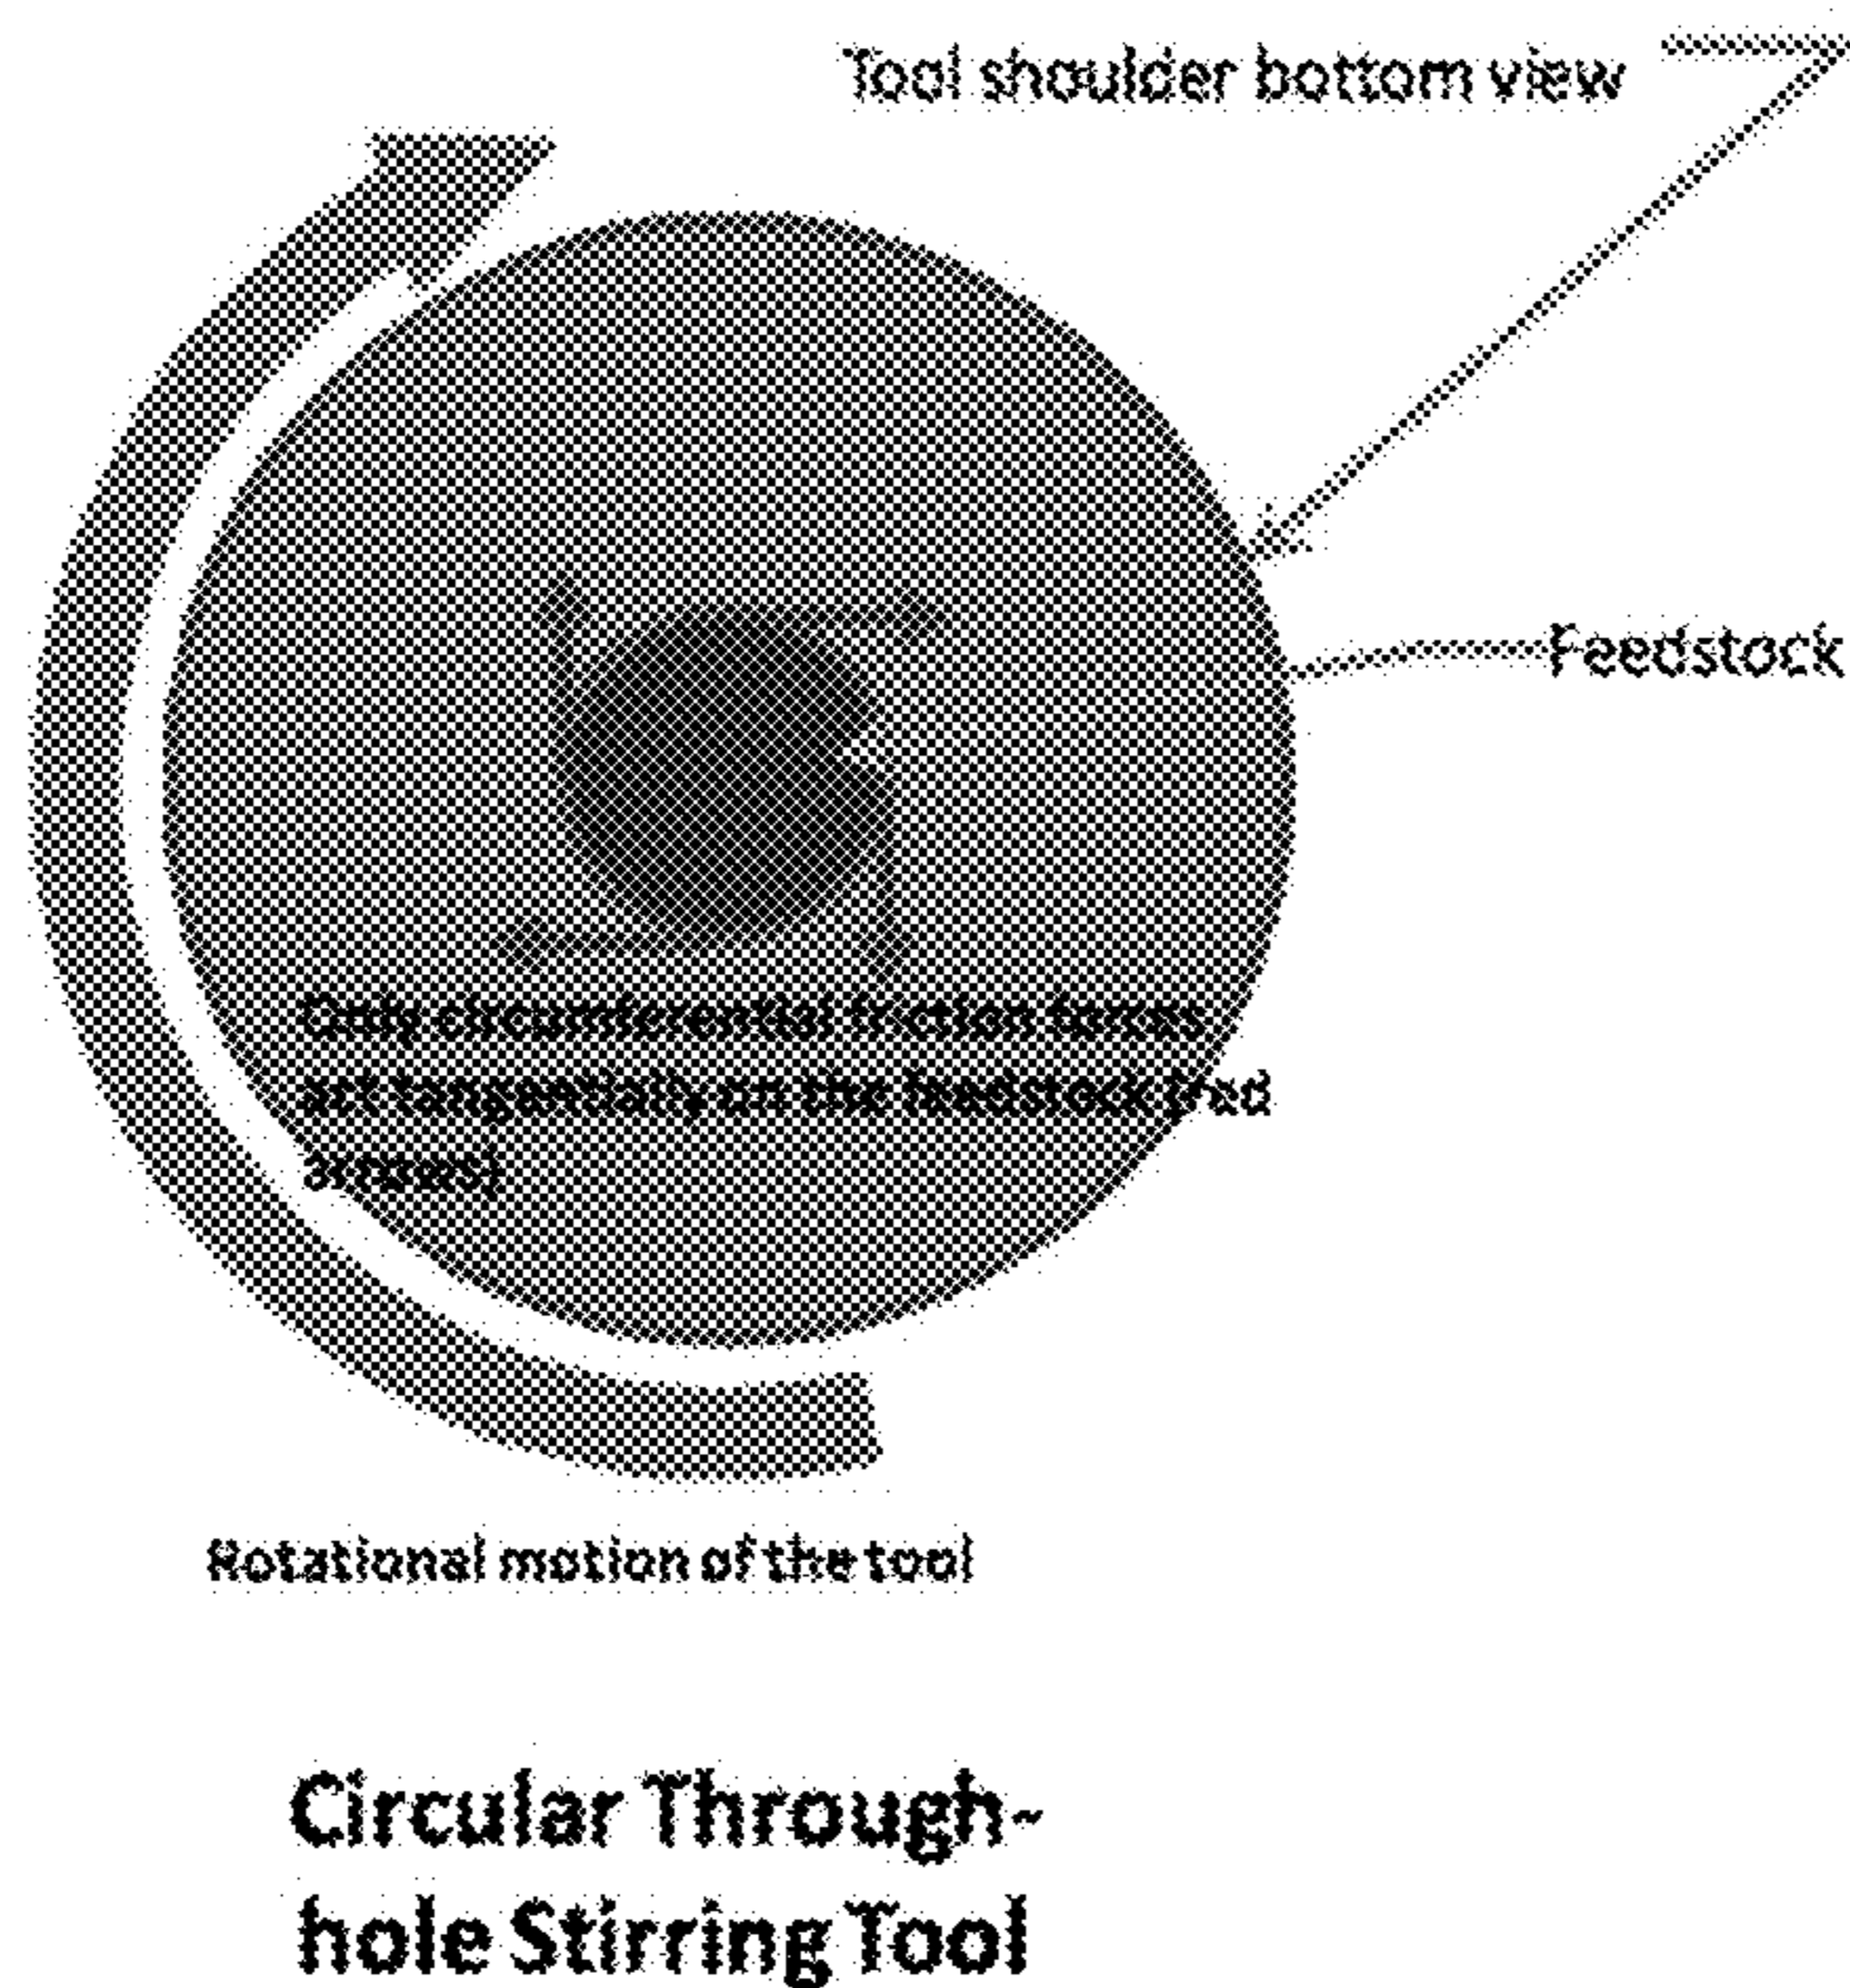 Tool shoulder bottom view
Feedstock
Only circumferential friction forces
act tangentially on the feedstock (red
arrows)
Rotational motion of the tool
Circular Through-
hole Stirring Tool